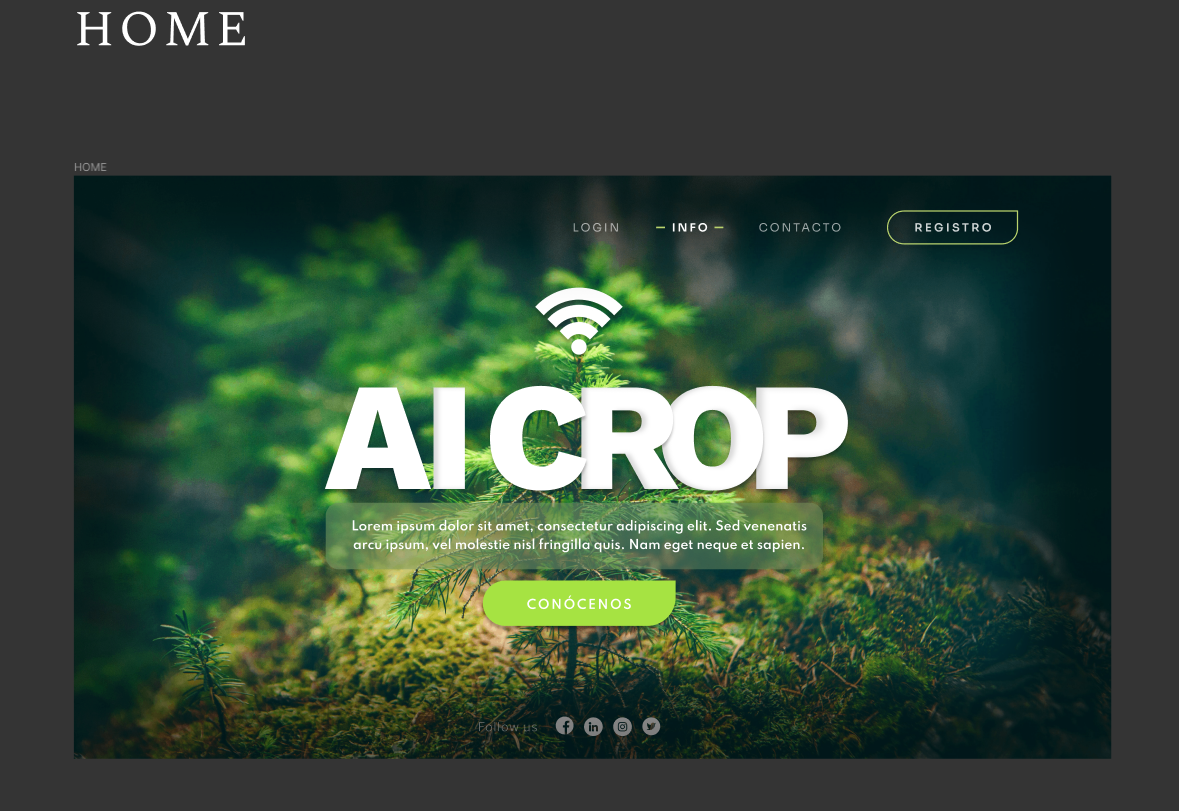 HOME
HOME
LOGIN
INFO
CONTACTO
REGISTRO
AI CROP
Lorem ipsum dolor sit amet, consectetur adipiscing elit. Sed venenatis
arcu ipsum, vel molestie nisl fringilla quis. Nam eget neque et sapien.
CONÓCENOS
Follow us